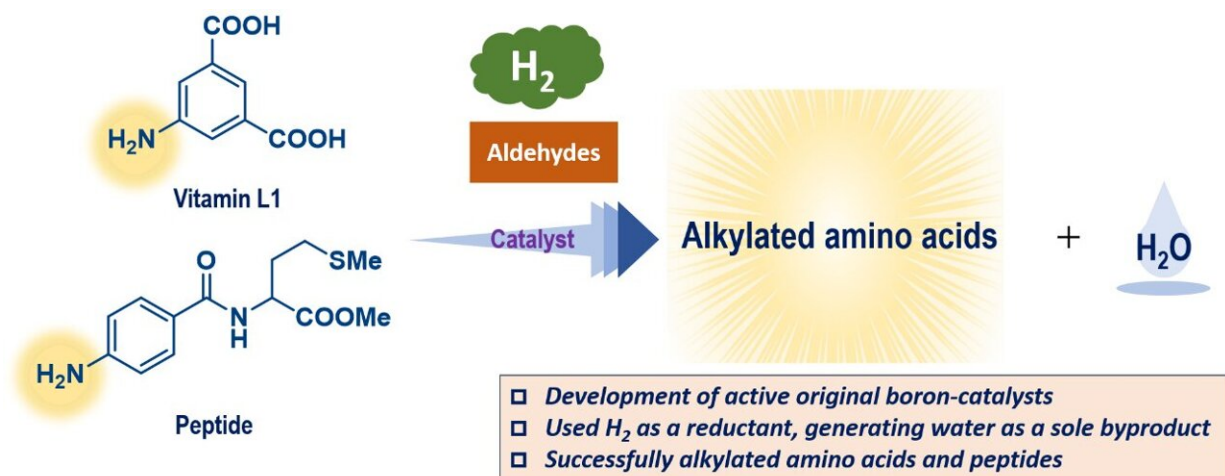 COOH
H₂N
COOH
Vitamin L1
O
SMe
N
H
COOMe
H₂N
Peptide
H₂
Aldehydes
Catalyst
Alkylated amino acids
+
H₂O
□ Development of active original boron-catalysts
□ Used H₂ as a reductant, generating water as a sole byproduct
□ Successfully alkylated amino acids and peptides